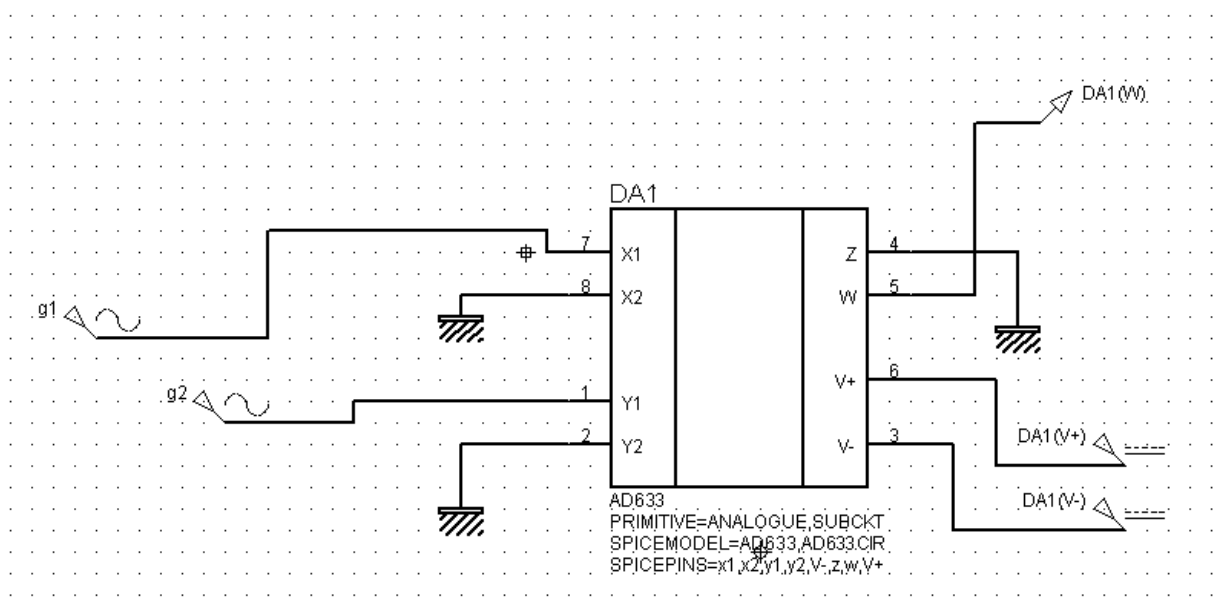 DA1(W)
DA1
7
X1
Z
4
8
X2
W
5
g1
V+
6
g2
1
Y1
2
Y2
V-
3
DA1(V+)
DA1(V-)
AD633
PRIMITIVE=ANALOGUE,SUBCKT
SPICEMODEL=AD633,AD633.CIR
SPICEPINS=x1,x2,y1,y2,V-,z,w,V+